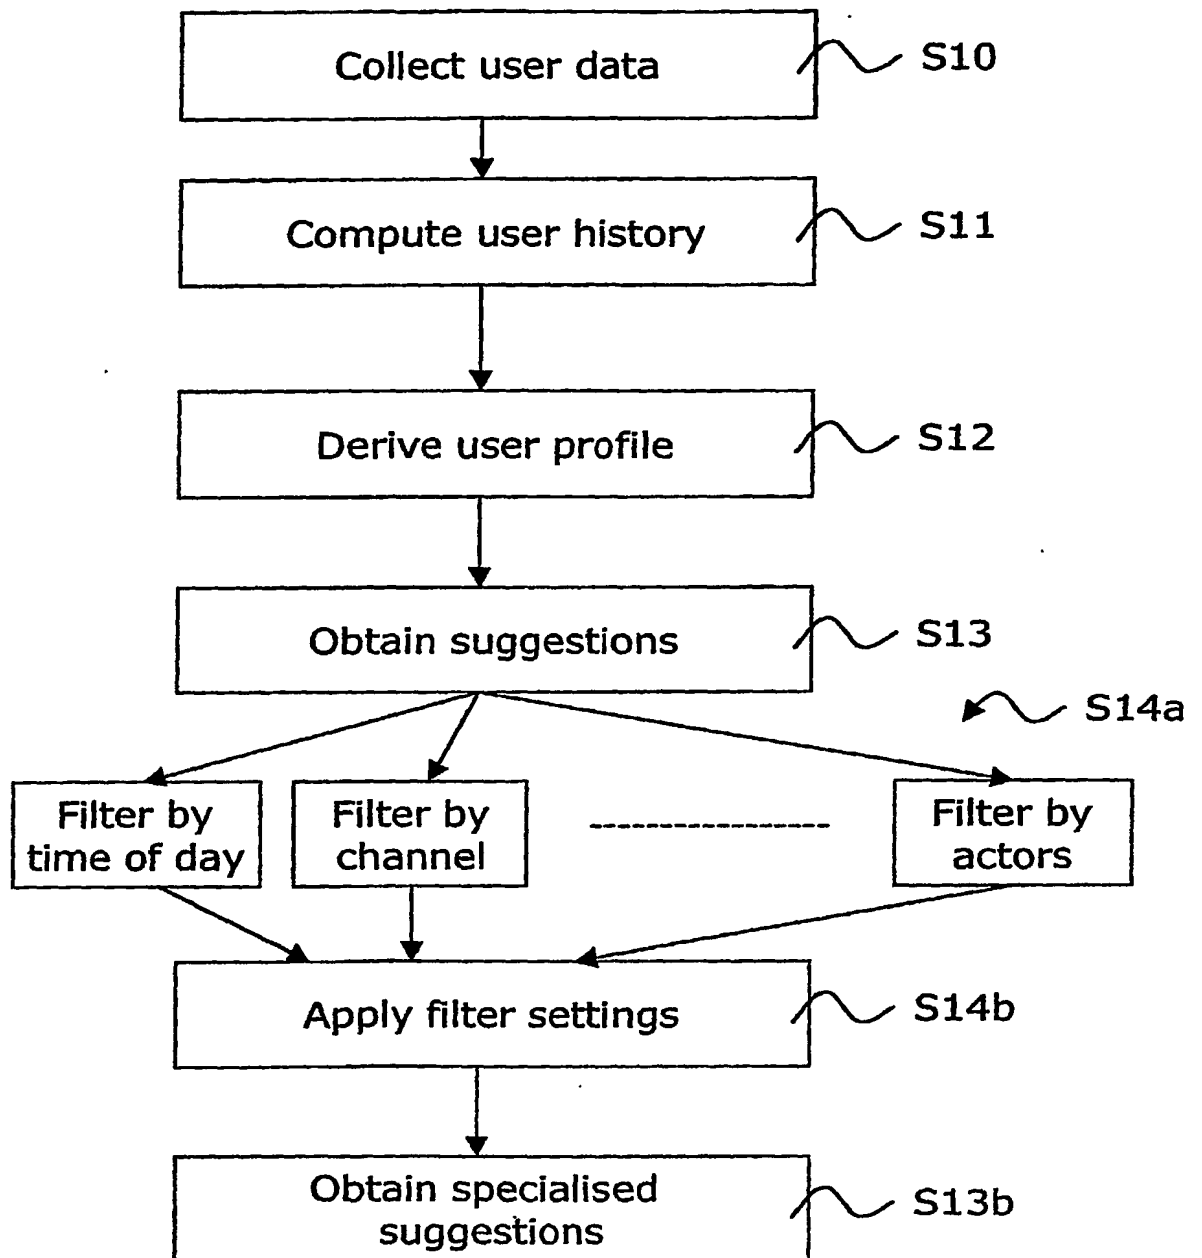 Collect user data
S10
Compute user history
S11
Derive user profile
S12
Obtain suggestions
S13
S14a
Filter by
time of day
Filter by
channel
Filter by
actors
Apply filter settings
S14b
Obtain specialised
suggestions
S13b